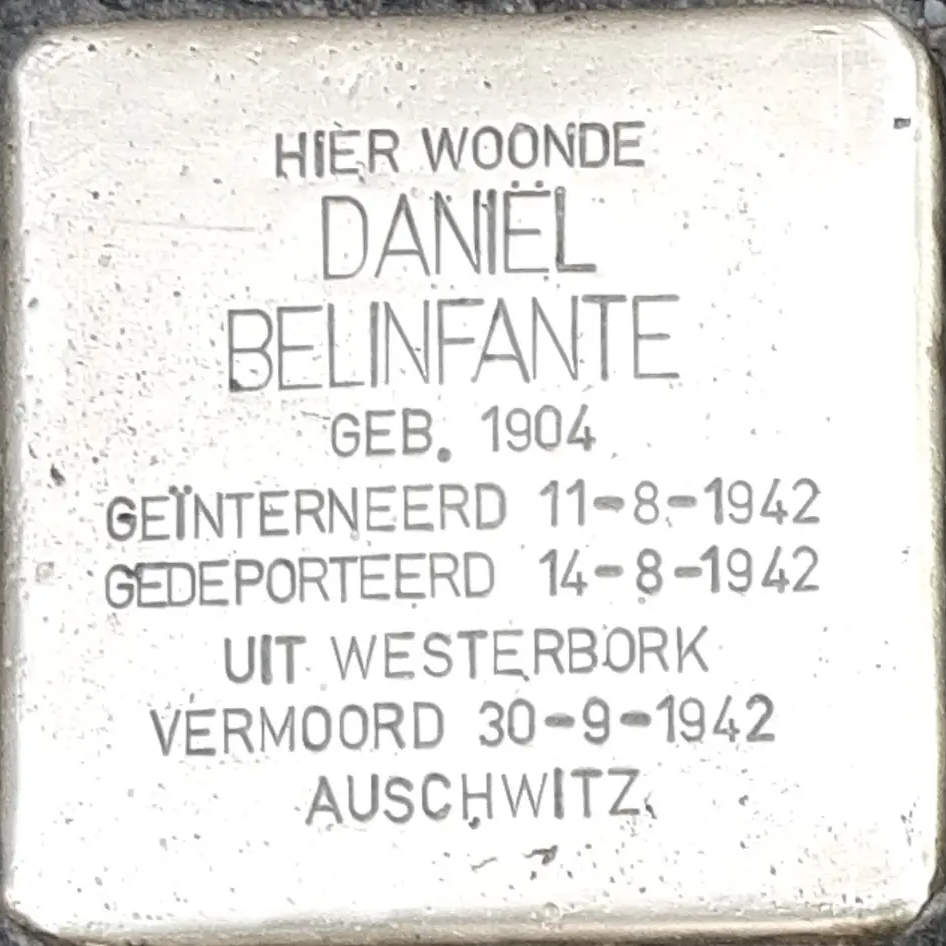 HIER WOONDE
DANIËL
BELINFANTE
GEB. 1904
GEÏNTERNEERD 11-8-1942
GEDEPORTEERD 14-8-1942
UIT WESTERBORK
VERMOORD 30-9-1942
AUSCHWITZ